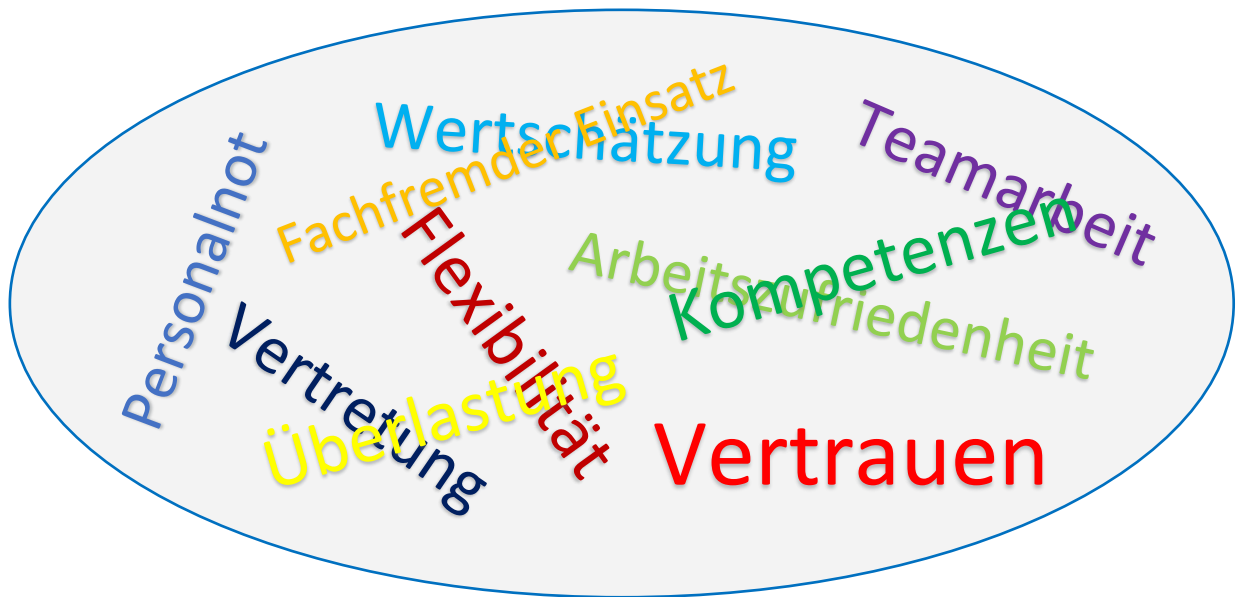 Wertschätzung
Fachfremder Einsatz
Teamarbeit
Personalnot
Flexibilität
Kompetenzen
Arbeitszufriedenheit
Vertretung
Überlastung
Vertrauen